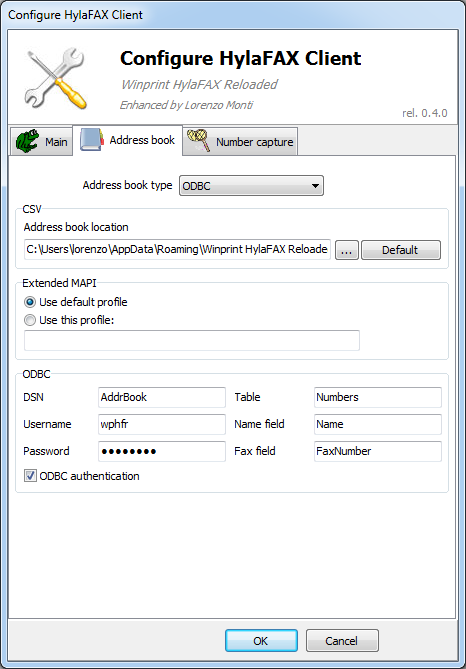 Configure HylaFAX Client
Configure HylaFAX Client
Winprint HylaFAX Reloaded
Enhanced by Lorenzo Monti
rel. 0.4.0
Main
Address book
Number capture
Address book type
ODBC
CSV
Address book location
C:\Users\lorenzo\AppData\Roaming\Winprint HylaFAX Reloade
...
Default
Extended MAPI
Use default profile
Use this profile:
ODBC
DSN
AddrBook
Table
Numbers
Username
wphfr
Name field
Name
Password
●●●●●●●●
Fax field
FaxNumber
ODBC authentication
OK
Cancel